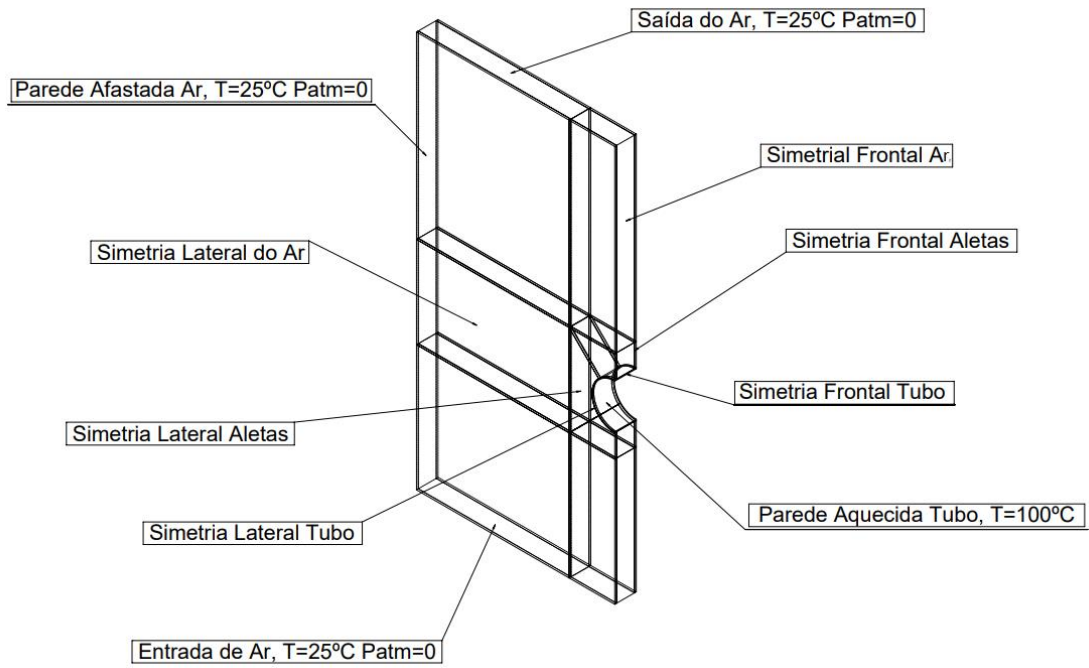 Saída do Ar, T=25ºC Patm=0
Parede Afastada Ar, T=25ºC Patm=0
Simetrial Frontal Ar,
Simetria Frontal Aletas
Simetria Lateral do Ar
Simetria Frontal Tubo
Simetria Lateral Aletas
Parede Aquecida Tubo, T=100ºC
Simetria Lateral Tubo
Entrada de Ar, T=25ºC Patm=0